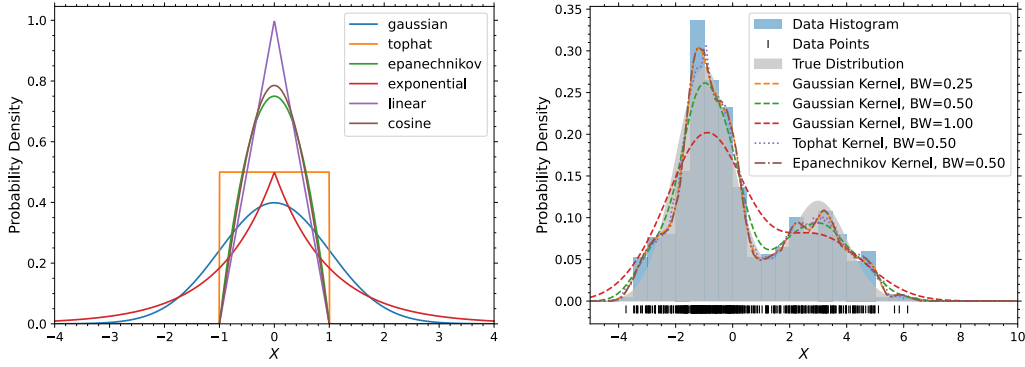 1.0
0.8
0.6
0.4
0.2
0.0
-4 -3 -2 -1 0 1 2 3 4
Probability Density
X
gaussian
tophat
epanechnikov
exponential
linear
cosine
0.35
0.30
0.25
0.20
0.15
0.10
0.05
0.00
-4 -2 0 2 4 6 8 10
Probability Density
X
Data Histogram
Data Points
True Distribution
Gaussian Kernel, BW=0.25
Gaussian Kernel, BW=0.50
Gaussian Kernel, BW=1.00
Tophat Kernel, BW=0.50
Epanechnikov Kernel, BW=0.50